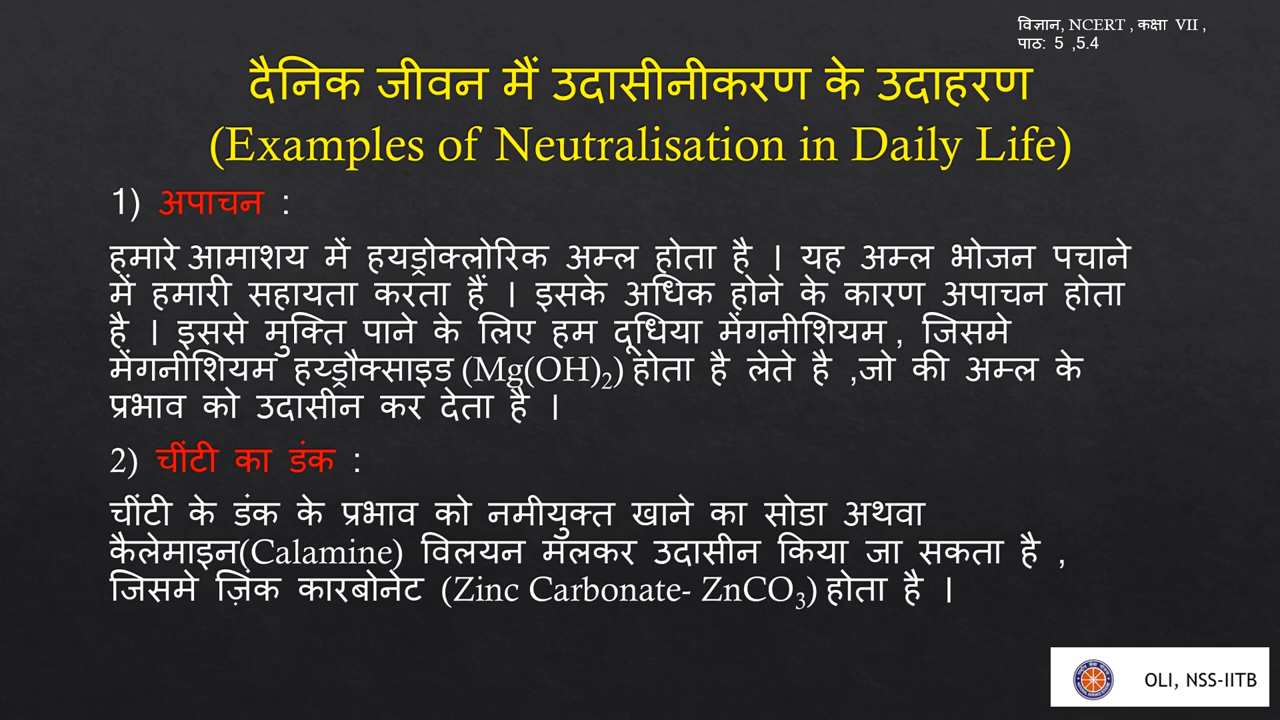 विज्ञान, NCERT , कक्षा VII ,
पाठ: 5 ,5.4
दैनिक जीवन मैं उदासीनीकरण के उदाहरण
(Examples of Neutralisation in Daily Life)
1) अपाचन :
हमारे आमाशय में हयड्रोक्लोरिक अम्ल होता है । यह अम्ल भोजन पचाने
में हमारी सहायता करता हैं । इसके अधिक होने के कारण अपाचन होता
है । इससे मुक्ति पाने के लिए हम दूधिया मेंगनीशियम , जिसमे
मेंगनीशियम हय्ड्रौक्साइड (Mg(OH)₂) होता है लेते है ,जो की अम्ल के
प्रभाव को उदासीन कर देता है ।
2) चींटी का डंक :
चींटी के डंक के प्रभाव को नमीयुक्त खाने का सोडा अथवा
कैलेमाइन(Calamine) विलयन मलकर उदासीन किया जा सकता है ,
जिसमे ज़िंक कारबोनेट (Zinc Carbonate- ZnCO₃) होता है ।
OLI, NSS-IITB